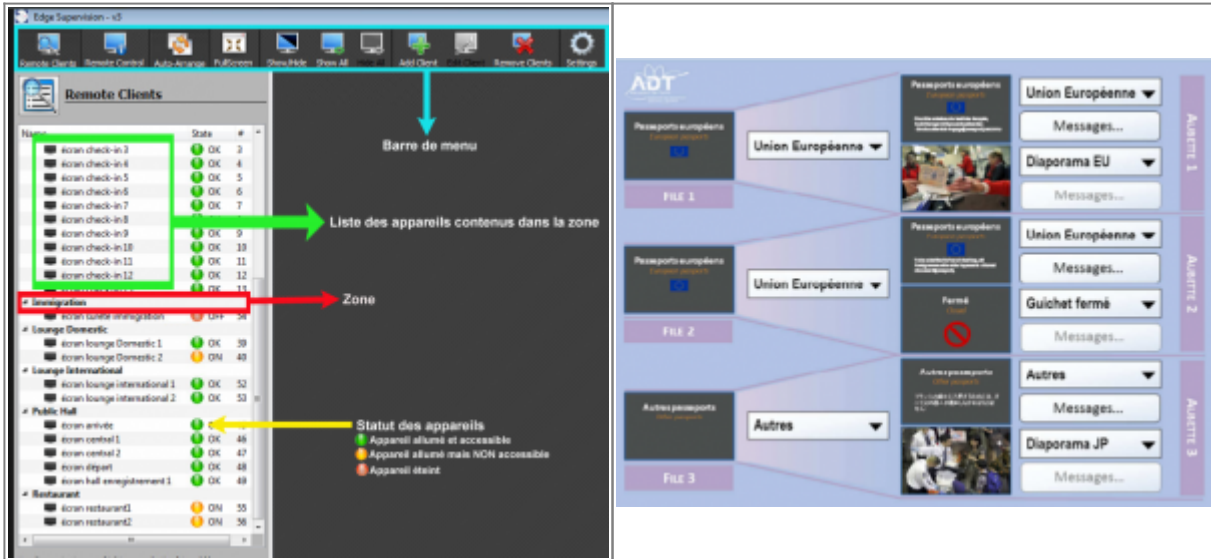 Edge Supervision - v3
Remote Clients Remote Control Auto-Arrange FullScreen Show/Hide Show All Hide All Add Client Edit Client Remove Clients Settings
Remote Clients
Name State #
écran check-in 3 OK 3
écran check-in 4 OK 4
écran check-in 5 OK 5
écran check-in 6 OK 6
écran check-in 7 OK 7
écran check-in 8
écran check-in 9 OK 9
écran check-in 10 OK 10
écran check-in 11 OK 11
écran check-in 12 OK 12
13
Immigration
écran sureté immigration OFF
Lounge Domestic
écran lounge Domestic 1 OK 39
écran lounge Domestic 2 ON 40
Lounge International
écran lounge international 1 OK 52
écran lounge international 2 OK 53
Public Hall
écran arrivée
écran central 1 OK 46
écran central 2 OK 47
écran départ OK 48
écran hall enregistrement 1 OK 49
Restaurant
écran restaurant1 ON 55
écran restaurant2 ON 56
Barre de menu
Liste des appareils contenus dans la zone
Zone
Statut des appareils
Appareil allumé et accessible
Appareil allumé mais NON accessible
Appareil éteint
ADT
Passeports européens
European passports
FILE 1
Union Européenne
Passeports européens
European passports
Union Européenne
Messages...
Diaporama EU
Messages...
AUBETTE 1
Passeports européens
European passports
FILE 2
Union Européenne
Passeports européens
European passports
Union Européenne
Messages...
Fermé
Closed
Guichet fermé
Messages...
AUBETTE 2
Autres passeports
Other passports
FILE 3
Autres
Autres passeports
Other passports
Autres
Messages...
Diaporama JP
Messages...
AUBETTE 3